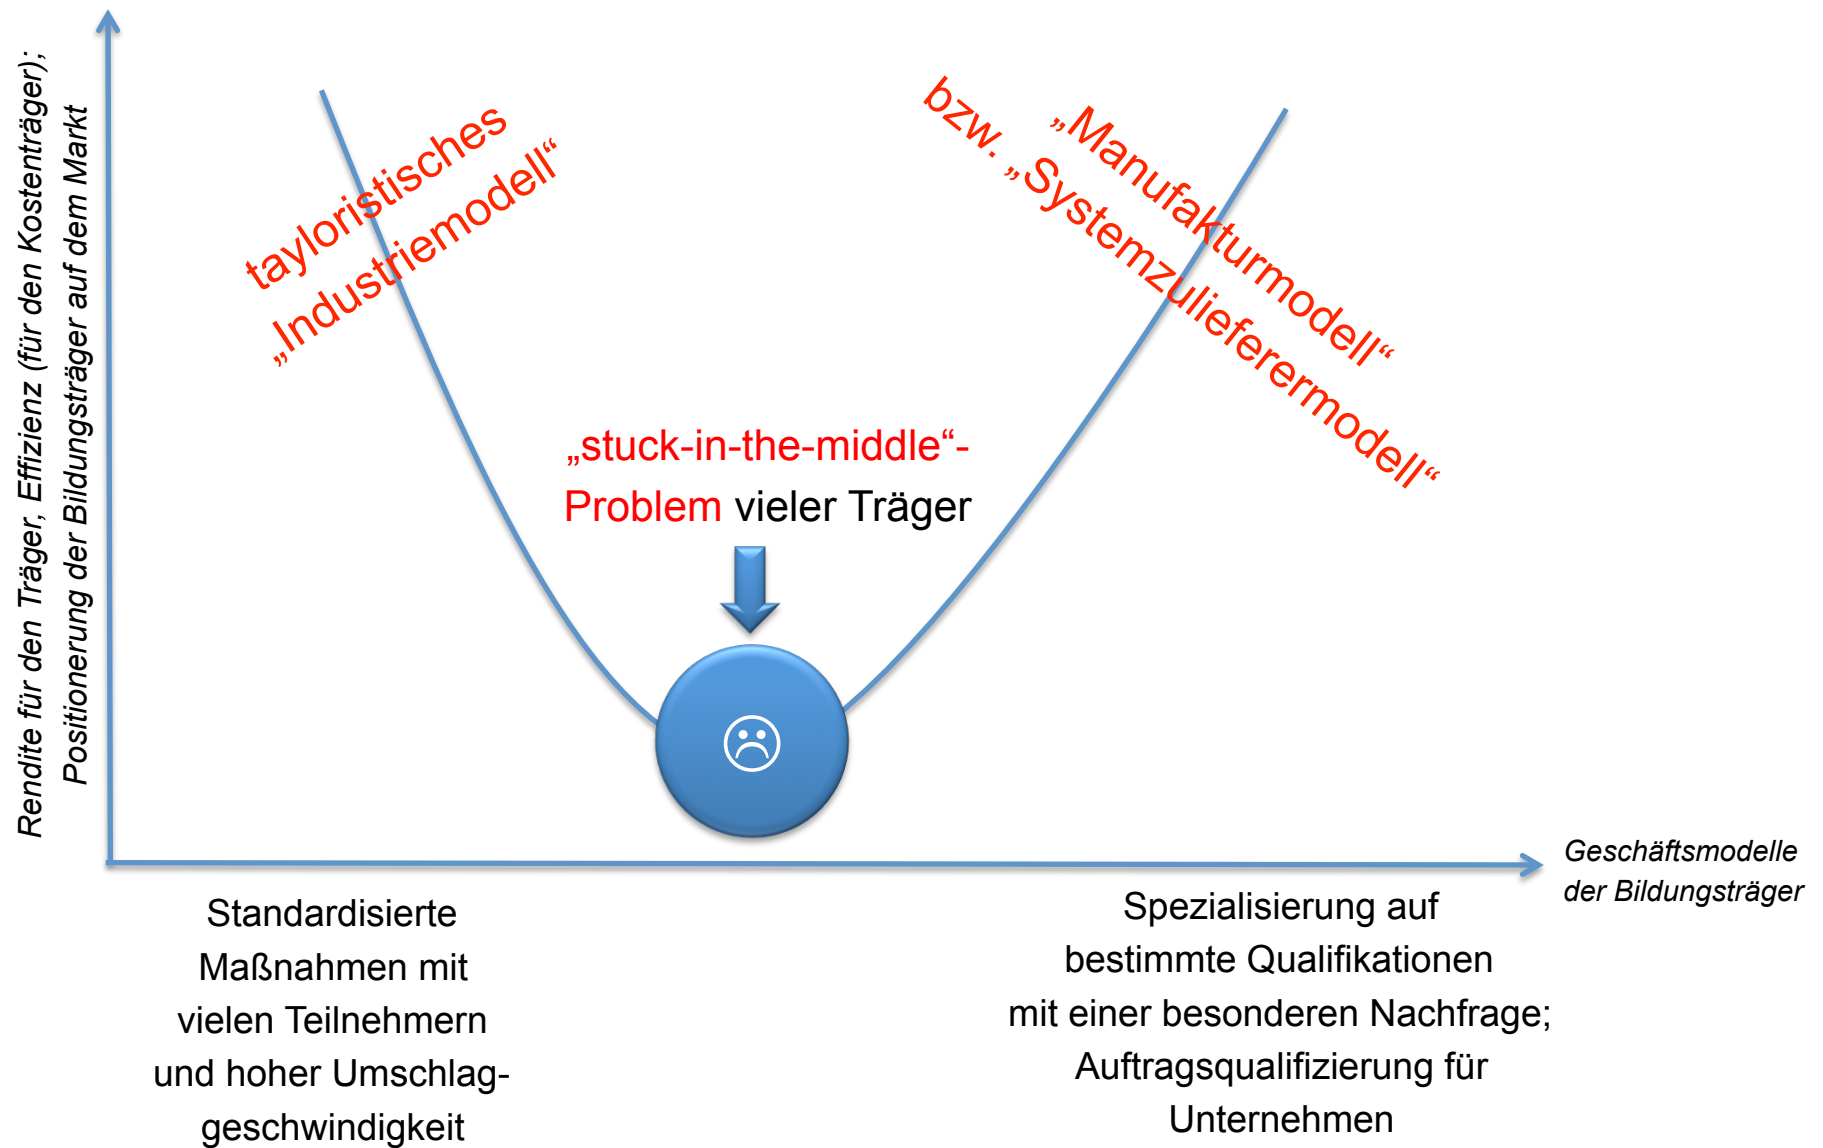 Rendite für den Träger, Effizienz (für den Kostenträger);
Positionierung der Bildungsträger auf dem Markt
tayloristisches
„Industriemodell“
„Manufakturmodell“
bzw. „Systemzulieferermodell“
„stuck-in-the-middle“-
Problem vieler Träger
Geschäftsmodelle
der Bildungsträger
Standardisierte
Maßnahmen mit
vielen Teilnehmern
und hoher Umschlag-
geschwindigkeit
Spezialisierung auf
bestimmte Qualifikationen
mit einer besonderen Nachfrage;
Auftragsqualifizierung für
Unternehmen